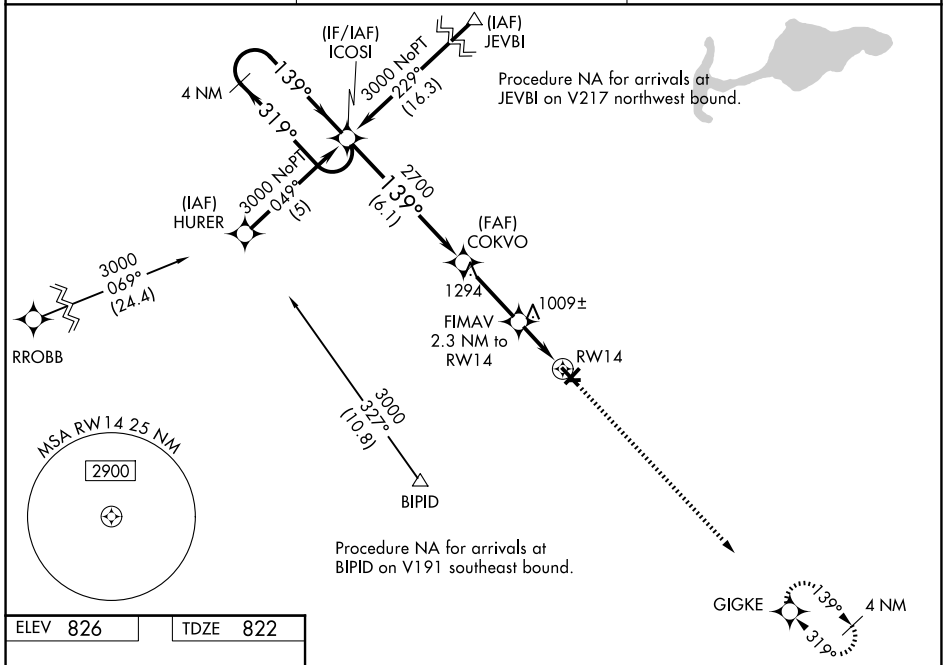 (IAF)
JEVBI
(IF/IAF)
ICOSI
3000 NoPT
229°
(16.3)
Procedure NA for arrivals at
JEVBI on V217 northwest bound.
4 NM
139°
319°
3000 NoPT
049°
(5)
(IAF)
HURER
2700
139°
(6.1)
(FAF)
COKVO
1294
3000
069°
(24.4)
RROBB
FIMAV
2.3 NM to
RW14
1009±
RW14
3000
327°
(10.8)
BIPID
MSA RW14 25 NM
2900
Procedure NA for arrivals at
BIPID on V191 southeast bound.
GIGKE
139°
319°
4 NM
ELEV 826
TDZE 822